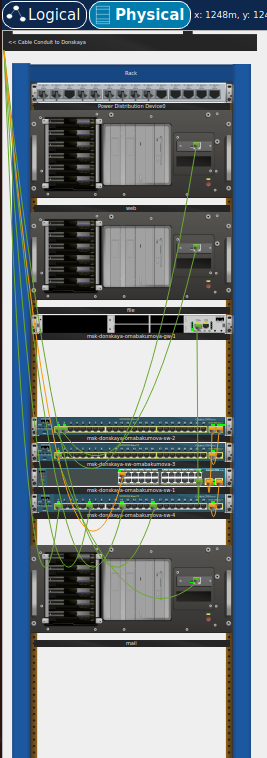 Logical Physical x: 1248m, y: 124
<< Cable Conduit to Donskaya
Rack
Power Distribution Device0
web
file
msk-donskaya-omabakumova-gw-1
msk-donskaya-omabakumova-sw-2
msk-donskaya-sw-omabakumova-3
msk-donskaya-omabakumova-sw-1
msk-donskaya-omabakumova-sw-4
mail